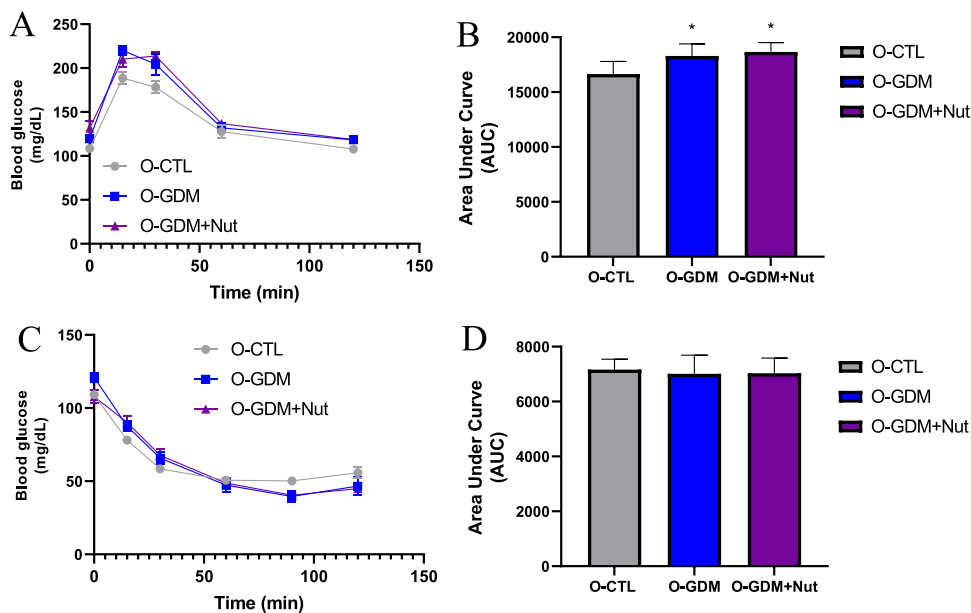 A
Blood glucose
(mg/dL)
250
200
150
100
50
0
O-CTL
O-GDM
O-GDM+Nut
0
50
100
150
Time (min)
B
Area Under Curve
(AUC)
20000
15000
10000
5000
0
*
*
O-CTL
O-GDM
O-GDM+Nut
O-CTL
O-GDM
O-GDM+Nut
C
Blood glucose
(mg/dL)
150
100
50
0
O-CTL
O-GDM
O-GDM+Nut
0
50
100
150
Time (min)
D
Area Under Curve
(AUC)
8000
6000
4000
2000
0
O-CTL
O-GDM
O-GDM+Nut
O-CTL
O-GDM
O-GDM+Nut